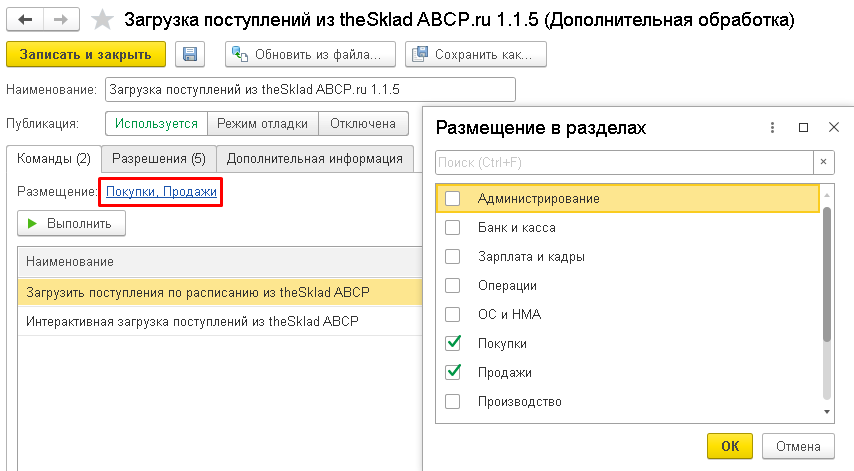 Загрузка поступлений из theSklad ABCP.ru 1.1.5 (Дополнительная обработка)
Записать и закрыть Обновить из файла... Сохранить как...
Наименование: Загрузка поступлений из theSklad ABCP.ru 1.1.5
Публикация: Используется Режим отладки Отключена
Команды (2) Разрешения (5) Дополнительная информация
Размещение: Покупки, Продажи
Выполнить
Наименование
Загрузить поступления по расписанию из theSklad ABCP
Интерактивная загрузка поступлений из theSklad ABCP
Размещение в разделах
Поиск (Ctrl+F) ×
Администрирование
Банк и касса
Зарплата и кадры
Операции
ОС и НМА
Покупки
Продажи
Производство
ОК Отмена